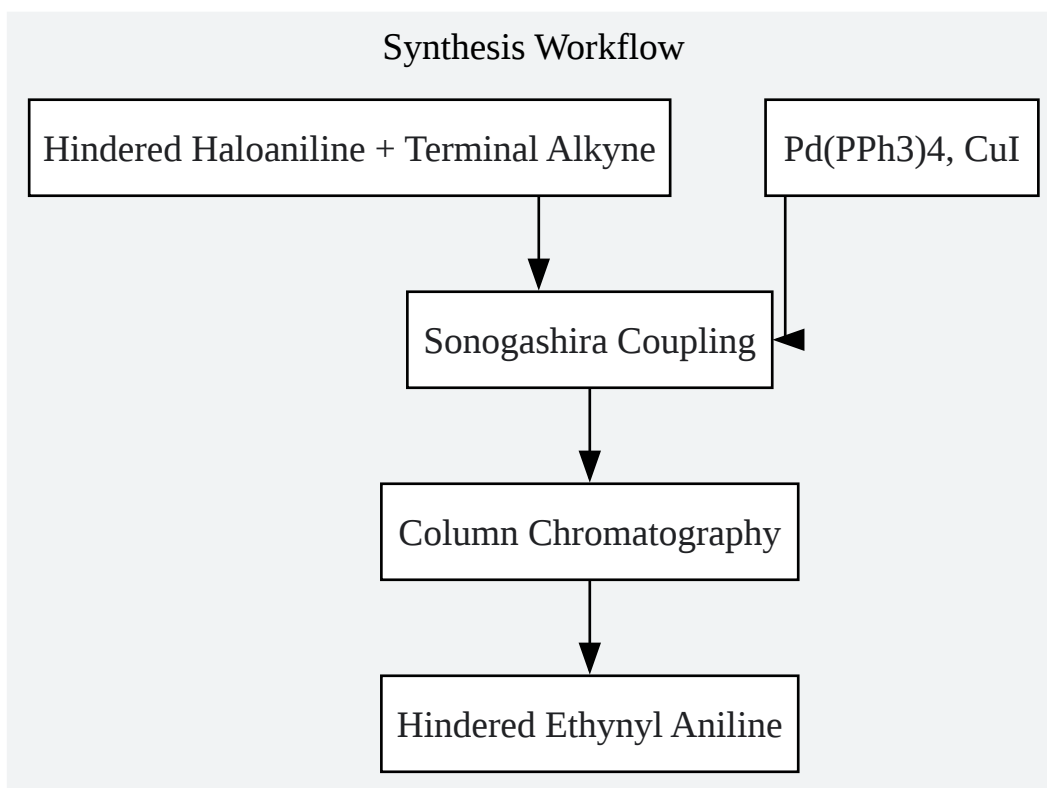 Synthesis Workflow
Hindered Haloaniline + Terminal Alkyne
Pd(PPh3)4, CuI
Sonogashira Coupling
Column Chromatography
Hindered Ethynyl Aniline